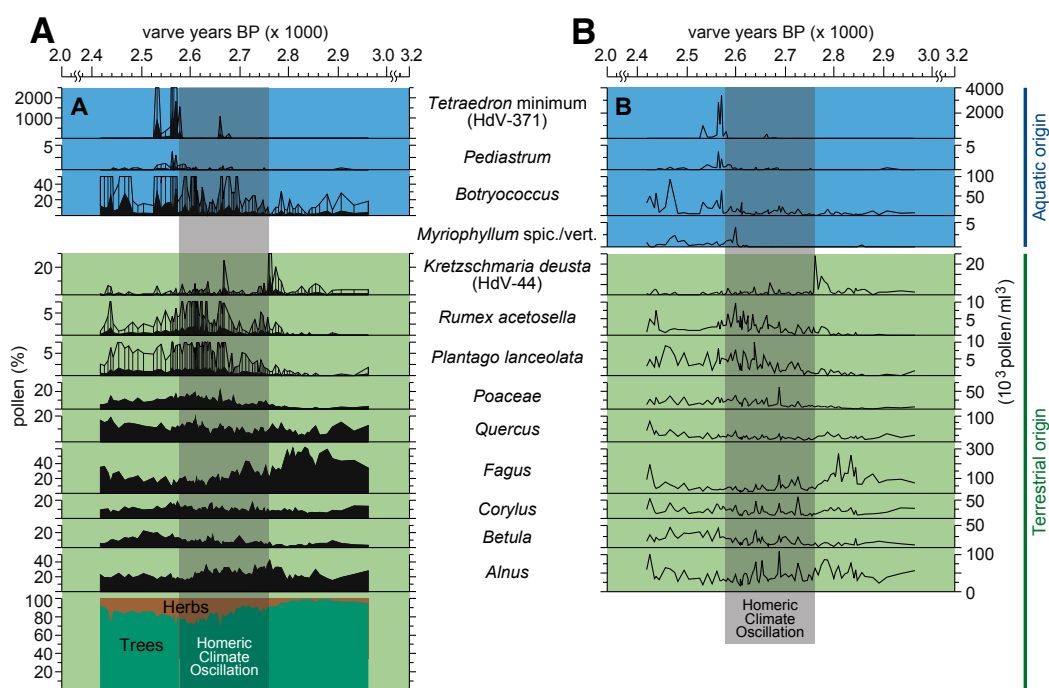 A
varve years BP (x 1000)
2.0 2.4 2.5 2.6 2.7 2.8 2.9 3.0 3.2
B
varve years BP (x 1000)
2.0 2.4 2.5 2.6 2.7 2.8 2.9 3.0 3.2
A
2000
1000
Tetraedron minimum
(HdV-371)
B
4000
2000
5
Pediastrum
5
40
20
Botryococcus
100
50
Myriophyllum spic./vert.
5
Aquatic origin
20
Kretzschmaria deusta
(HdV-44)
20
5
Rumex acetosella
10
5
5
Plantago lanceolata
10
5
20
Poaceae
50
20
Quercus
100
40
20
Fagus
300
100
20
Corylus
50
20
Betula
50
40
20
Alnus
100
0
pollen (%)
(10³ pollen/ml³)
Terrestrial origin
100
80
60
40
20
Herbs
Trees
Homeric
Climate
Oscillation
Homeric
Climate
Oscillation